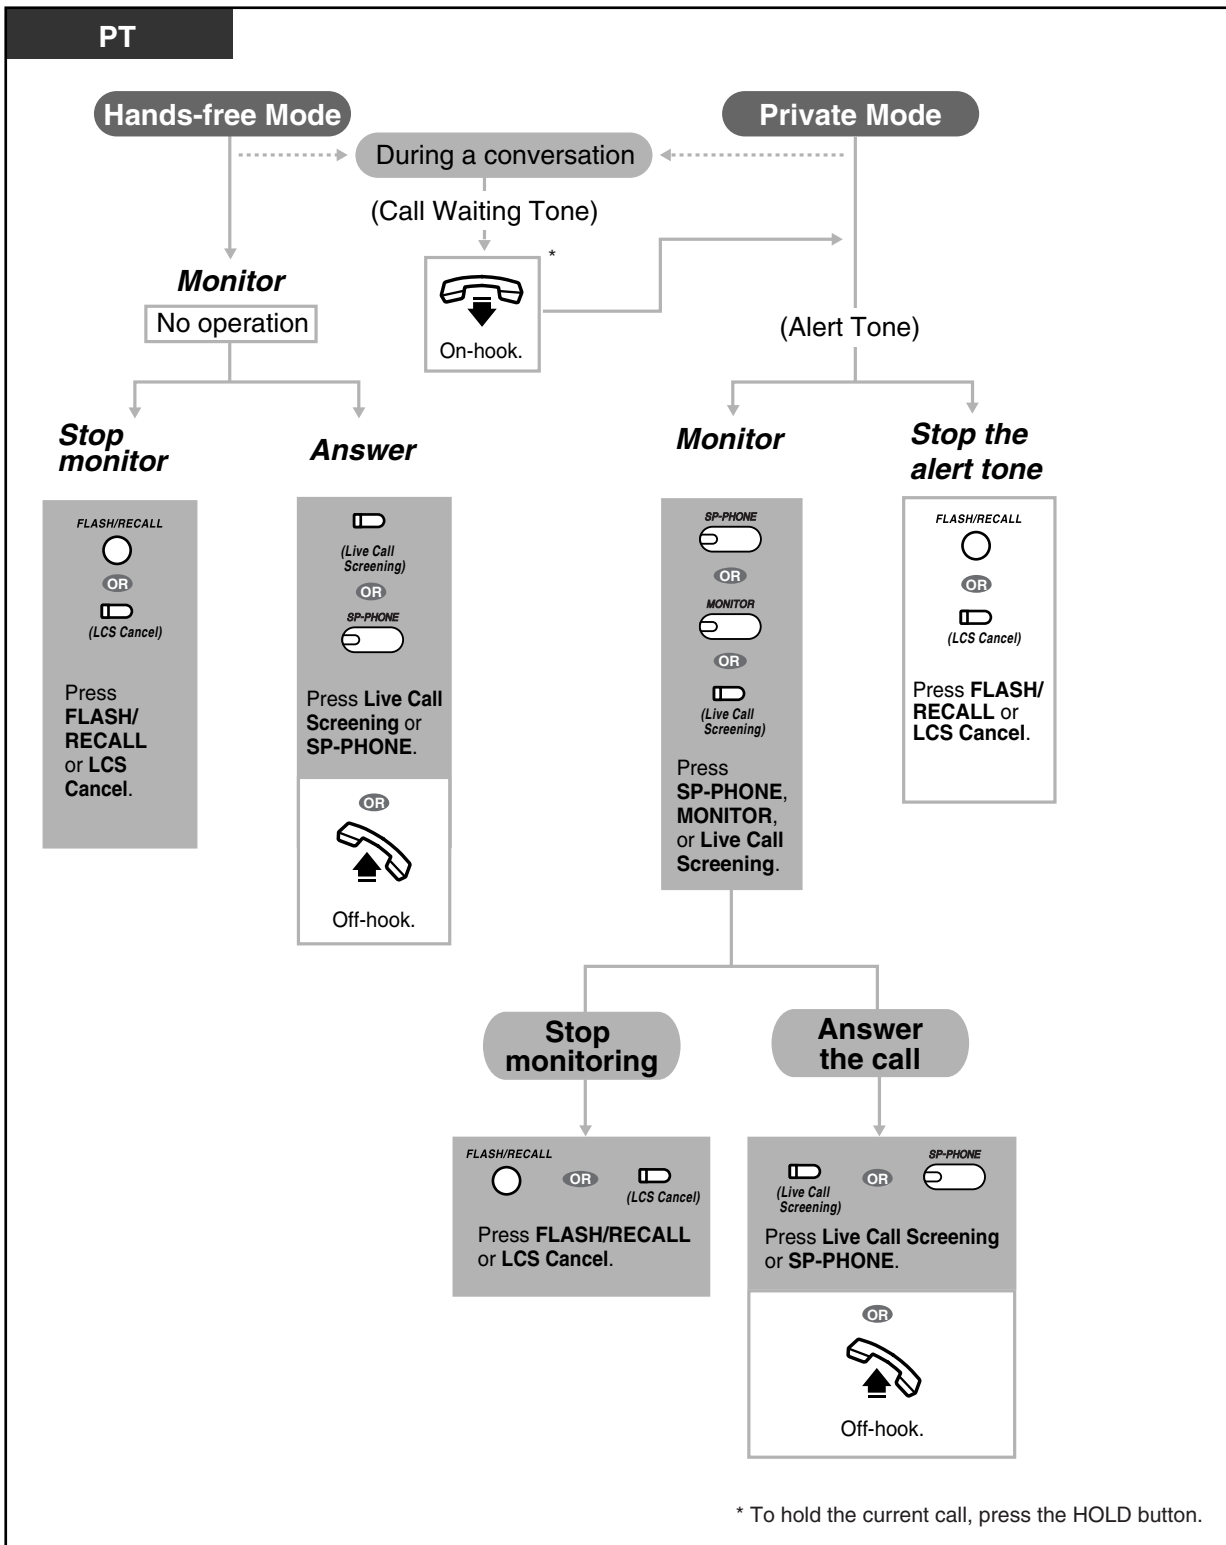 PT
Hands-free Mode
Private Mode
During a conversation
(Call Waiting Tone)
*
On-hook.
Monitor
No operation
(Alert Tone)
Stop
monitor
FLASH/RECALL
OR
(LCS Cancel)
Press
FLASH/
RECALL
or LCS
Cancel.
Answer
(Live Call
Screening)
OR
SP-PHONE
Press Live Call
Screening or
SP-PHONE.
OR
Off-hook.
Monitor
SP-PHONE
OR
MONITOR
OR
(Live Call
Screening)
Press
SP-PHONE,
MONITOR,
or Live Call
Screening.
Stop the
alert tone
FLASH/RECALL
OR
(LCS Cancel)
Press FLASH/
RECALL or
LCS Cancel.
Stop
monitoring
FLASH/RECALL
OR
(LCS Cancel)
Press FLASH/RECALL
or LCS Cancel.
Answer
the call
(Live Call
Screening)
OR
SP-PHONE
Press Live Call Screening
or SP-PHONE.
OR
Off-hook.
* To hold the current call, press the HOLD button.